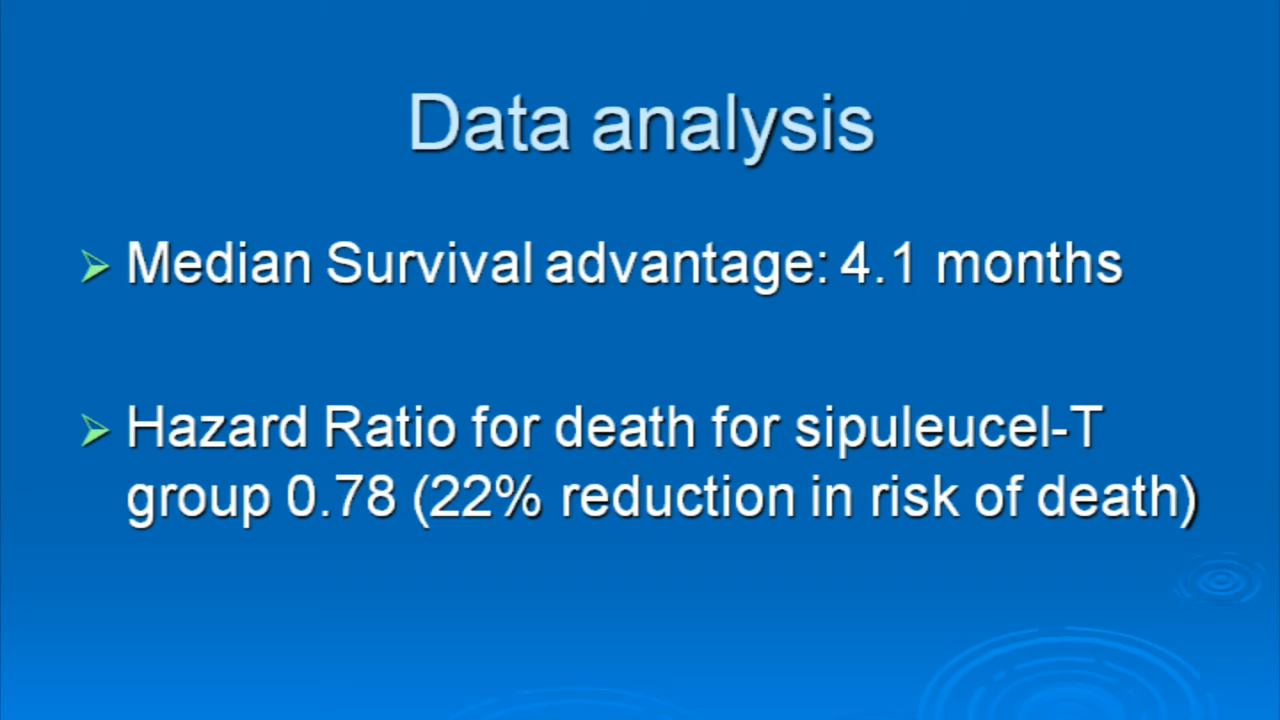 Data analysis
Median Survival advantage: 4.1 months
Hazard Ratio for death for sipuleucel-T
group 0.78 (22% reduction in risk of death)